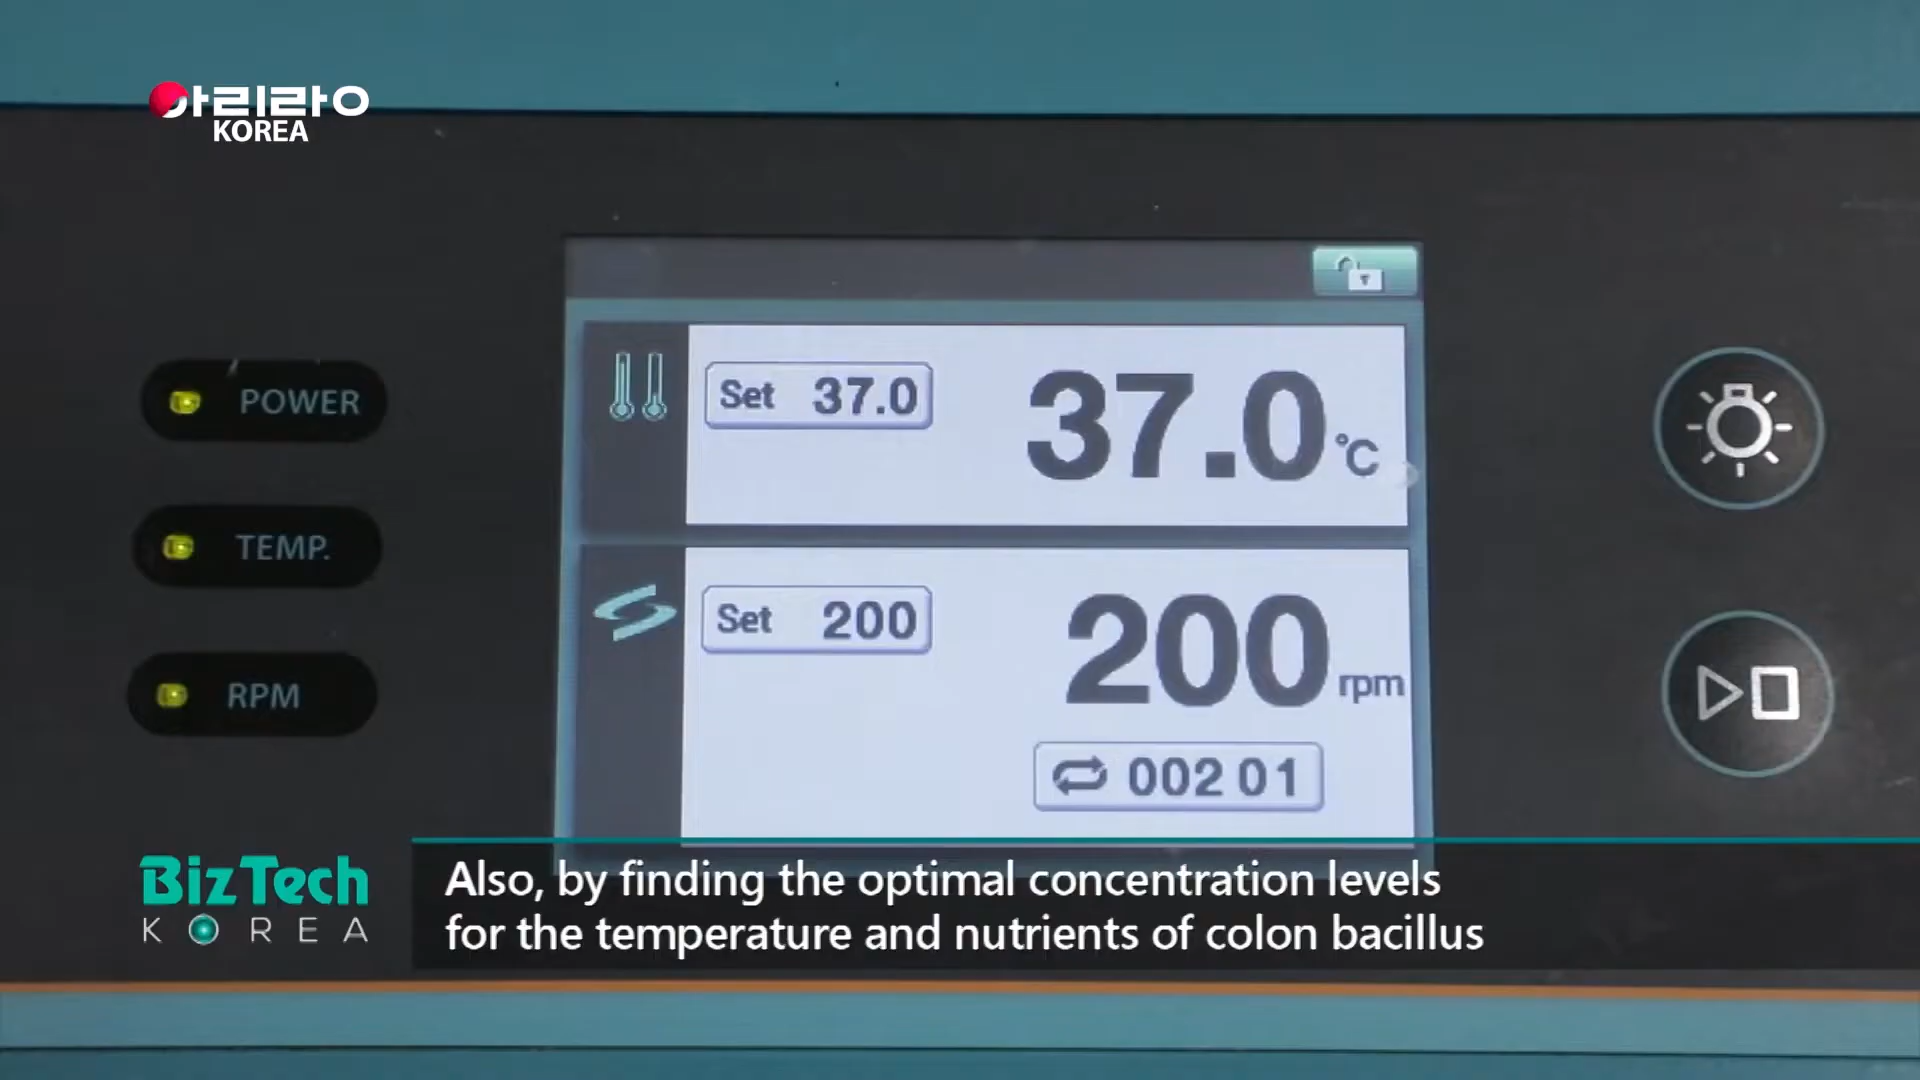 아리랑
KOREA
POWER
TEMP.
RPM
Set 37.0
37.0 °C
Set 200
200 rpm
002 01
BizTech
KOREA
Also, by finding the optimal concentration levels
for the temperature and nutrients of colon bacillus